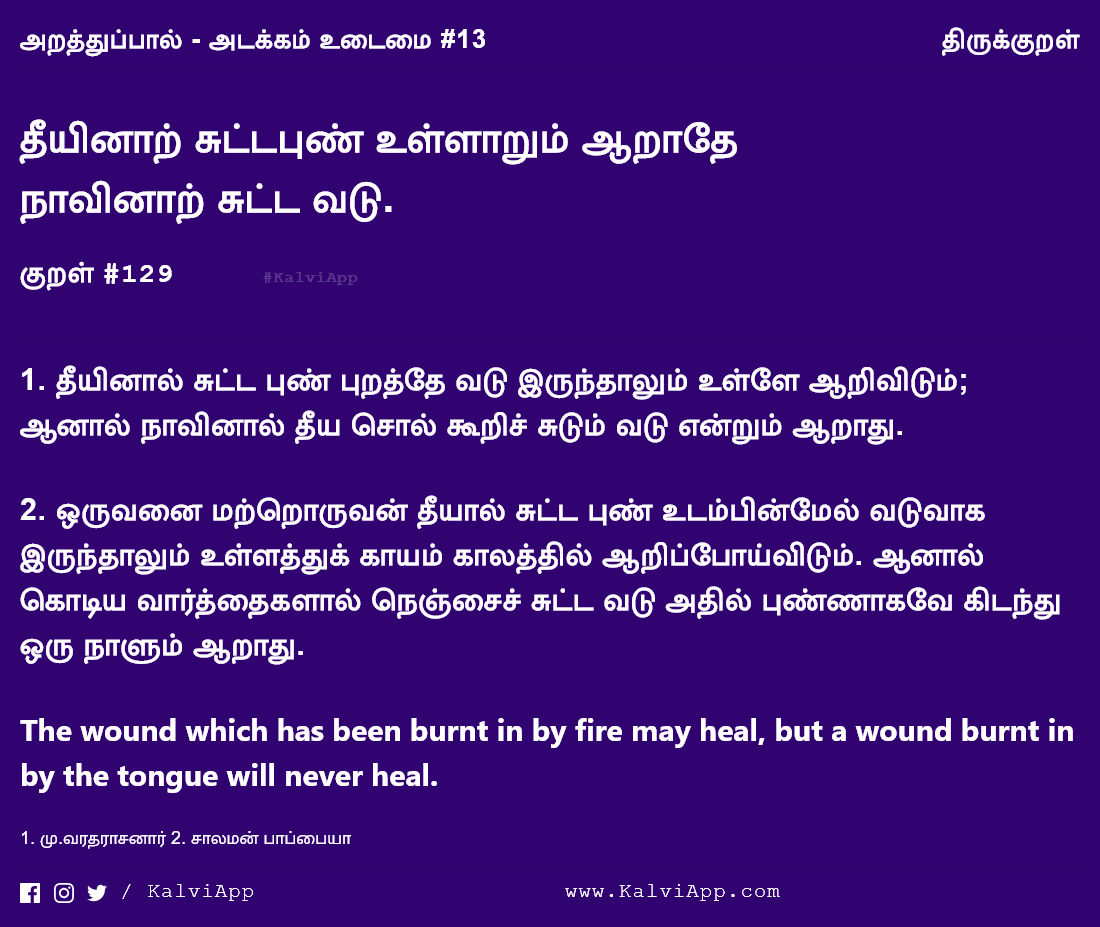 அறத்துப்பால் - அடக்கம் உடைமை #13
திருக்குறள்
தீயினாற் சுட்டபுண் உள்ளாறும் ஆறாதே
நாவினாற் சுட்ட வடு.
குறள் #129
#KalviApp
1. தீயினால் சுட்ட புண் புறத்தே வடு இருந்தாலும் உள்ளே ஆறிவிடும்;
ஆனால் நாவினால் தீய சொல் கூறிச் சுடும் வடு என்றும் ஆறாது.
2. ஒருவனை மற்றொருவன் தீயால் சுட்ட புண் உடம்பின்மேல் வடுவாக
இருந்தாலும் உள்ளத்துக் காயம் காலத்தில் ஆறிப்போய்விடும். ஆனால்
கொடிய வார்த்தைகளால் நெஞ்சைச் சுட்ட வடு அதில் புண்ணாகவே கிடந்து
ஒரு நாளும் ஆறாது.
The wound which has been burnt in by fire may heal, but a wound burnt in
by the tongue will never heal.
1. மு.வரதராசனார் 2. சாலமன் பாப்பையா
/ KalviApp
www.KalviApp.com